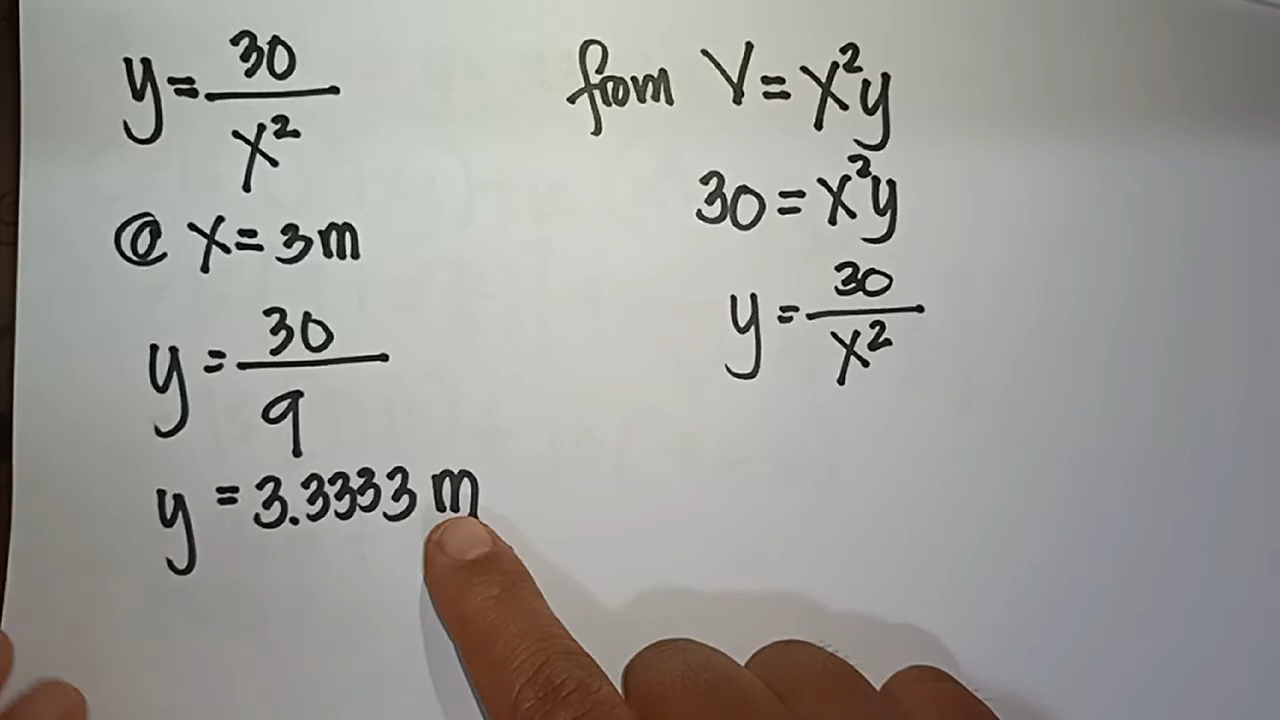 y = 30/x²
@ x = 3m
y = 30/9
y = 3.3333 m
from V = x²y
30 = x²y
y = 30/x²